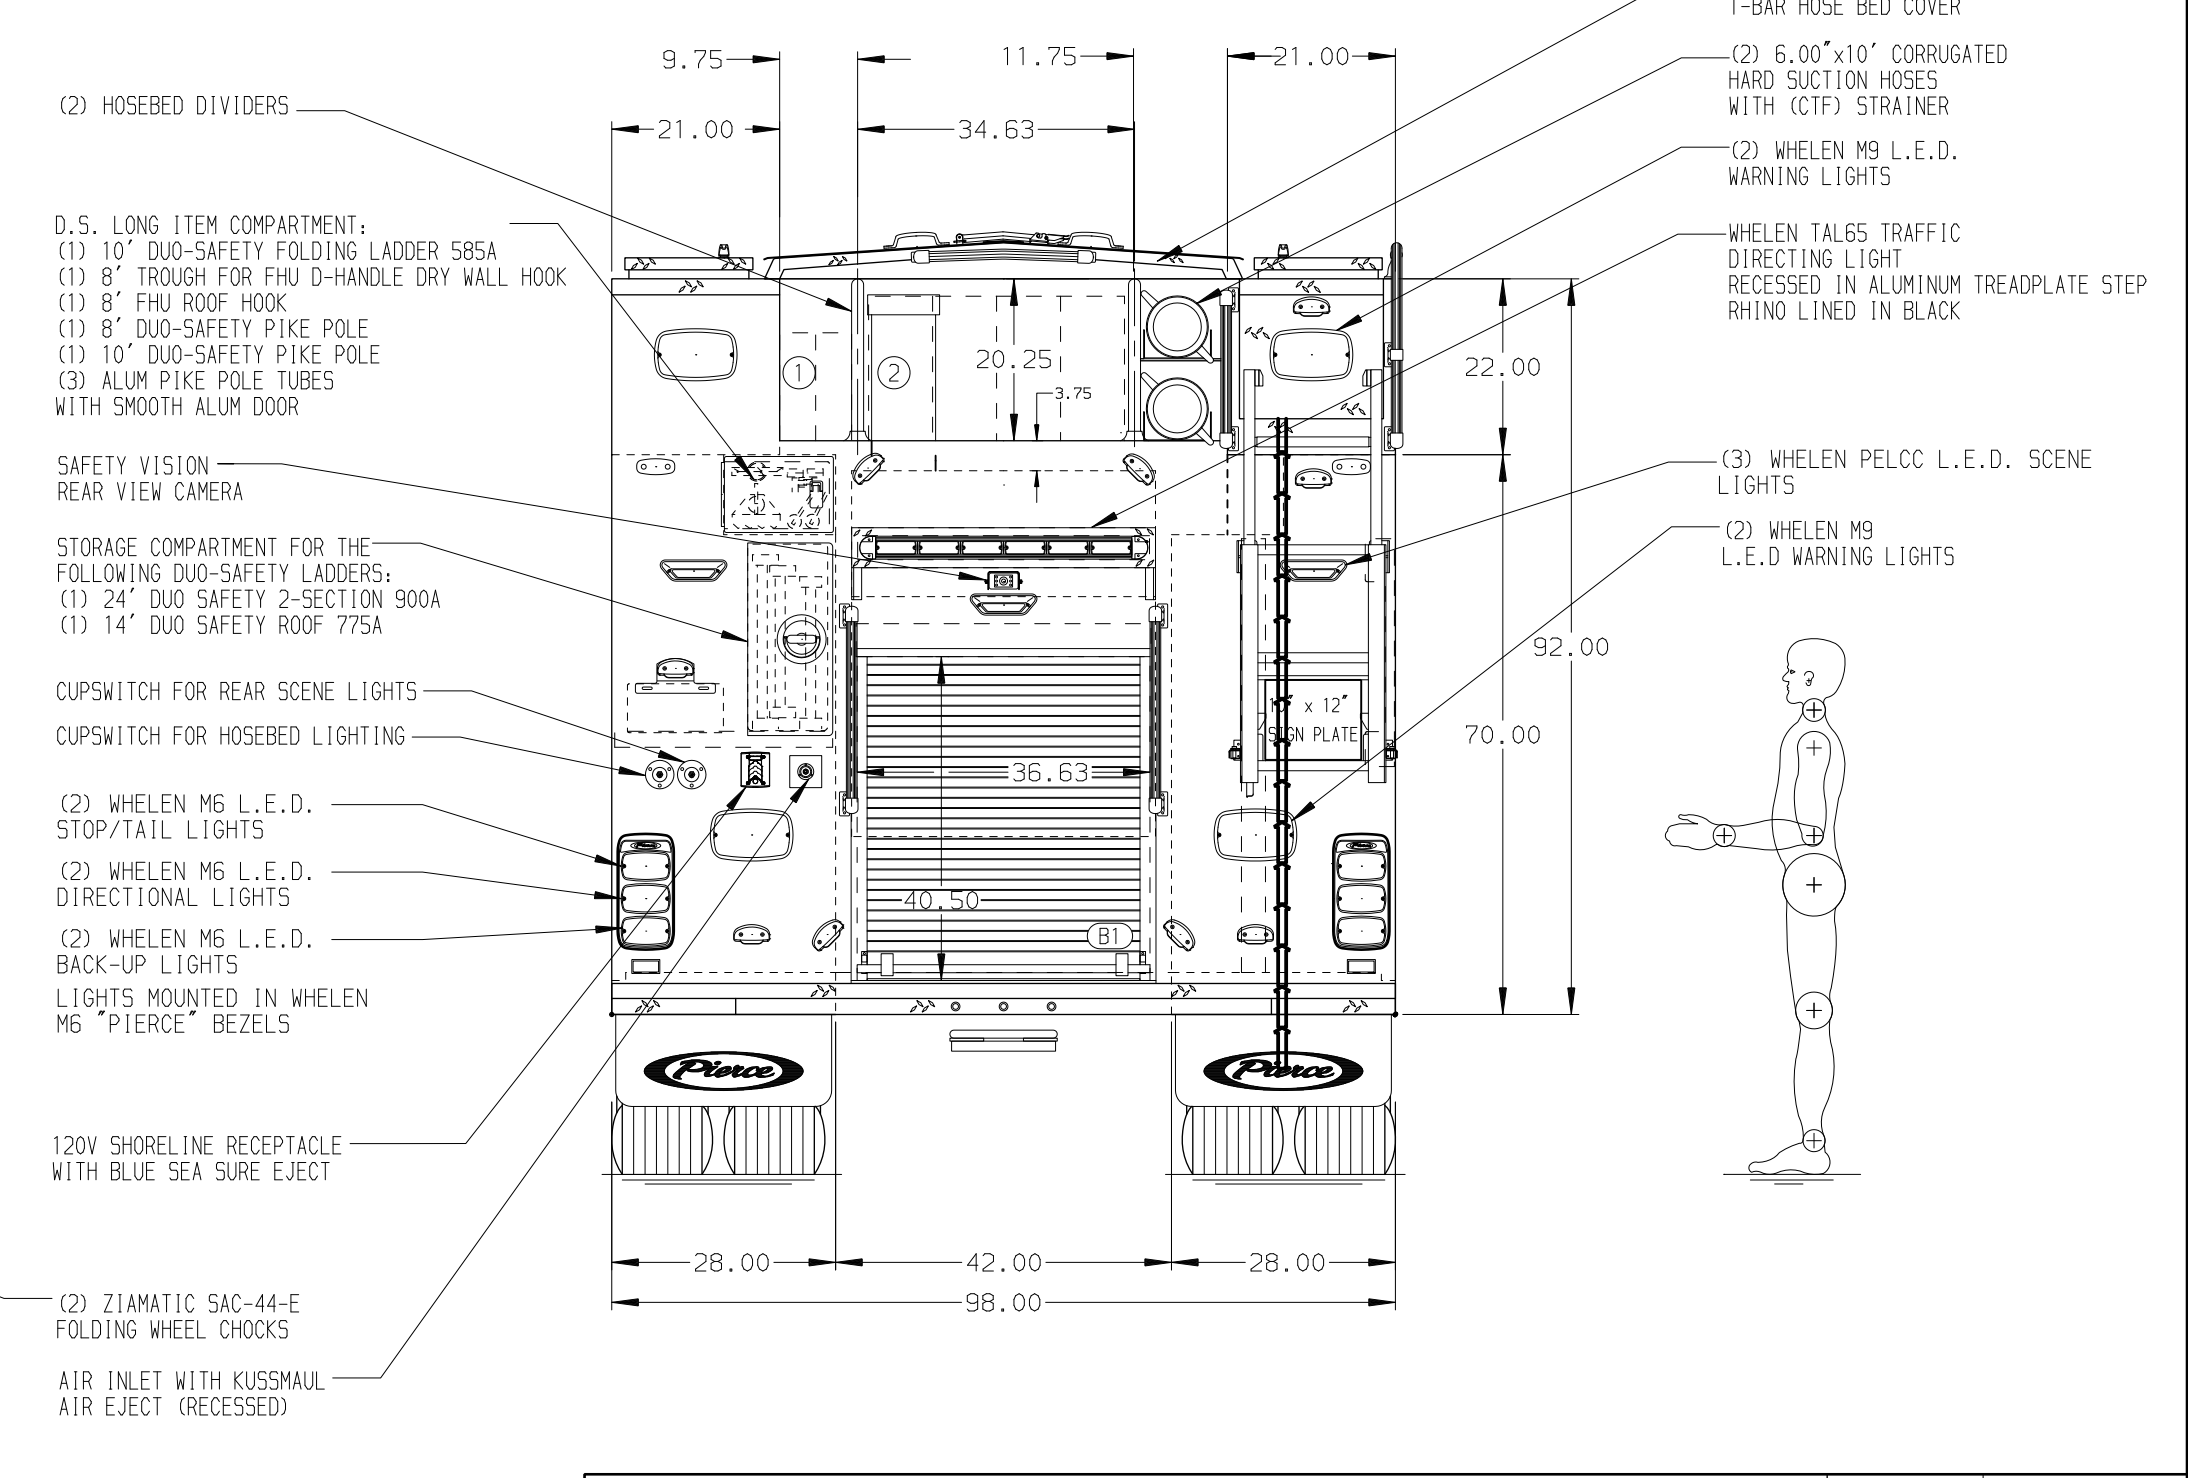 T-BAR HOSE BED COVER
9.75
11.75
21.00
(2) 6.00"x10' CORRUGATED
HARD SUCTION HOSES
WITH (CTF) STRAINER
(2) HOSEBED DIVIDERS
21.00
34.63
(2) WHELEN M9 L.E.D.
WARNING LIGHTS
D.S. LONG ITEM COMPARTMENT:
(1) 10' DUO-SAFETY FOLDING LADDER 585A
(1) 8' TROUGH FOR FHU D-HANDLE DRY WALL HOOK
(1) 8' FHU ROOF HOOK
(1) 8' DUO-SAFETY PIKE POLE
(1) 10' DUO-SAFETY PIKE POLE
(3) ALUM PIKE POLE TUBES
WITH SMOOTH ALUM DOOR
WHELEN TAL65 TRAFFIC
DIRECTING LIGHT
RECESSED IN ALUMINUM TREADPLATE STEP
RHINO LINED IN BLACK
1
2
20.25
3.75
22.00
SAFETY VISION
REAR VIEW CAMERA
(3) WHELEN PELCC L.E.D. SCENE
LIGHTS
STORAGE COMPARTMENT FOR THE
FOLLOWING DUO-SAFETY LADDERS:
(1) 24' DUO SAFETY 2-SECTION 900A
(1) 14' DUO SAFETY ROOF 775A
(2) WHELEN M9
L.E.D WARNING LIGHTS
92.00
CUPSWITCH FOR REAR SCENE LIGHTS
x 12"
SIGN PLATE
70.00
CUPSWITCH FOR HOSEBED LIGHTING
36.63
(2) WHELEN M6 L.E.D.
STOP/TAIL LIGHTS
(2) WHELEN M6 L.E.D.
DIRECTIONAL LIGHTS
40.50
B1
(2) WHELEN M6 L.E.D.
BACK-UP LIGHTS
LIGHTS MOUNTED IN WHELEN
M6 "PIERCE" BEZELS
Pierce
Pierce
120V SHORELINE RECEPTACLE
WITH BLUE SEA SURE EJECT
28.00
42.00
28.00
98.00
(2) ZIAMATIC SAC-44-E
FOLDING WHEEL CHOCKS
AIR INLET WITH KUSSMAUL
AIR EJECT (RECESSED)